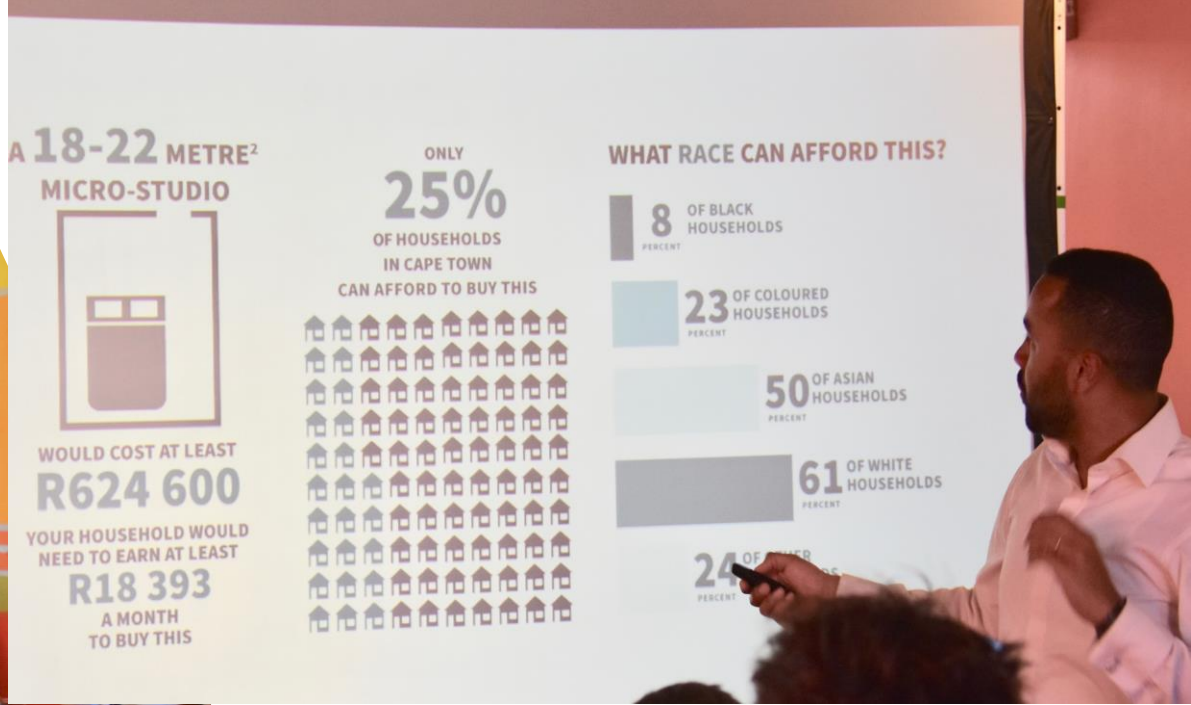 A 18-22 METRE²
MICRO-STUDIO
WOULD COST AT LEAST
R624 600
YOUR HOUSEHOLD WOULD
NEED TO EARN AT LEAST
R18 393
A MONTH
TO BUY THIS
ONLY
25%
OF HOUSEHOLDS
IN CAPE TOWN
CAN AFFORD TO BUY THIS
WHAT RACE CAN AFFORD THIS?
8
PERCENT
OF BLACK
HOUSEHOLDS
23
PERCENT
OF COLOURED
HOUSEHOLDS
50
PERCENT
OF ASIAN
HOUSEHOLDS
61
PERCENT
OF WHITE
HOUSEHOLDS
24
PERCENT
OF